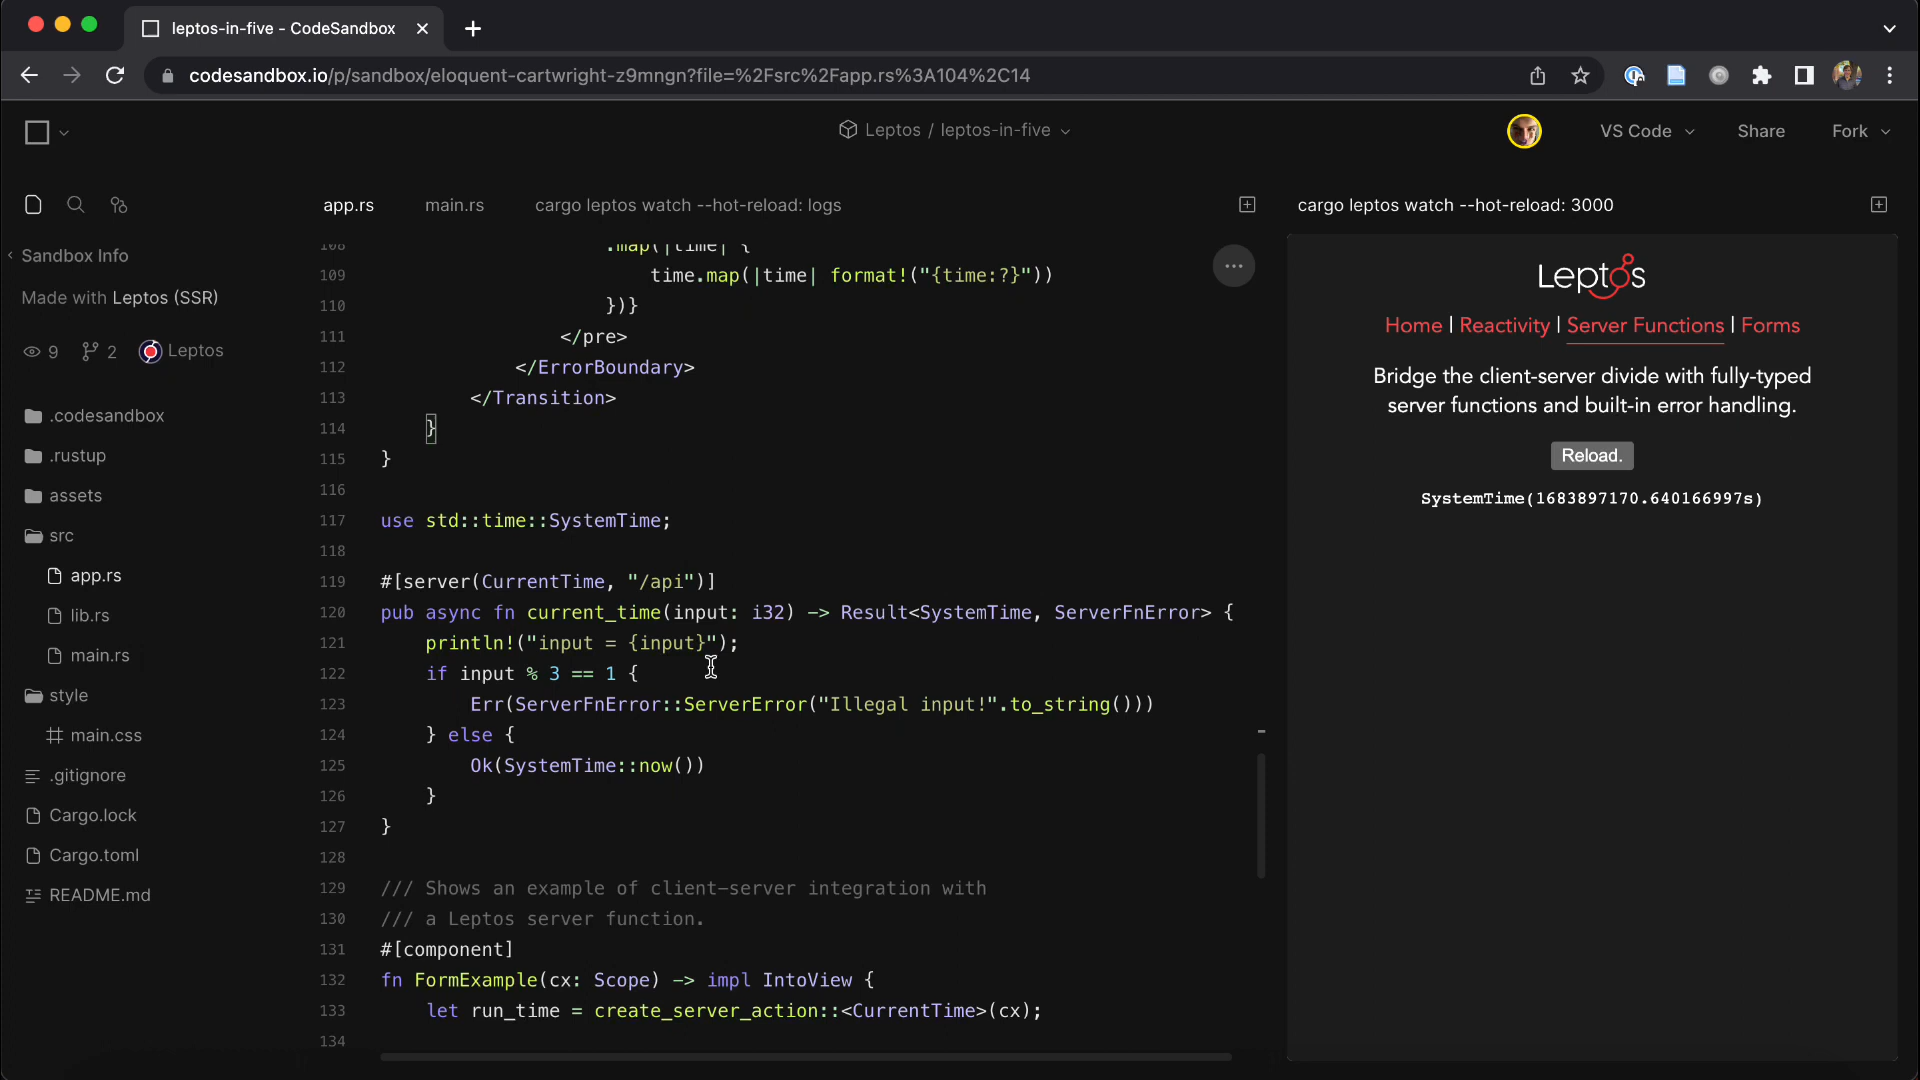 leptos-in-five - CodeSandbox
codesandbox.io/p/sandbox/eloquent-cartwright-z9mngn?file=%2Fsrc%2Fapp.rs%3A104%2C14
Leptos / leptos-in-five
VS Code
Share
Fork
app.rs
main.rs
cargo leptos watch --hot-reload: logs
cargo leptos watch --hot-reload: 3000
Sandbox Info
Made with Leptos (SSR)
9
2
Leptos
.codesandbox
.rustup
assets
src
app.rs
lib.rs
main.rs
style
main.css
.gitignore
Cargo.lock
Cargo.toml
README.md
108 .map(|time| {
109 time.map(|time| format!("{time:?}"))
110 })}
111 </pre>
112 </ErrorBoundary>
113 </Transition>
114 }
115 }
116
117 use std::time::SystemTime;
118
119 #[server(CurrentTime, "/api")]
120 pub async fn current_time(input: i32) -> Result<SystemTime, ServerFnError> {
121 println!("input = {input}");
122 if input % 3 == 1 {
123 Err(ServerFnError::ServerError("Illegal input!".to_string()))
124 } else {
125 Ok(SystemTime::now())
126 }
127 }
128
129 /// Shows an example of client-server integration with
130 /// a Leptos server function.
131 #[component]
132 fn FormExample(cx: Scope) -> impl IntoView {
133 let run_time = create_server_action::<CurrentTime>(cx);
134
Leptos
Home | Reactivity | Server Functions | Forms
Bridge the client-server divide with fully-typed
server functions and built-in error handling.
Reload.
SystemTime(1683897170.640166997s)